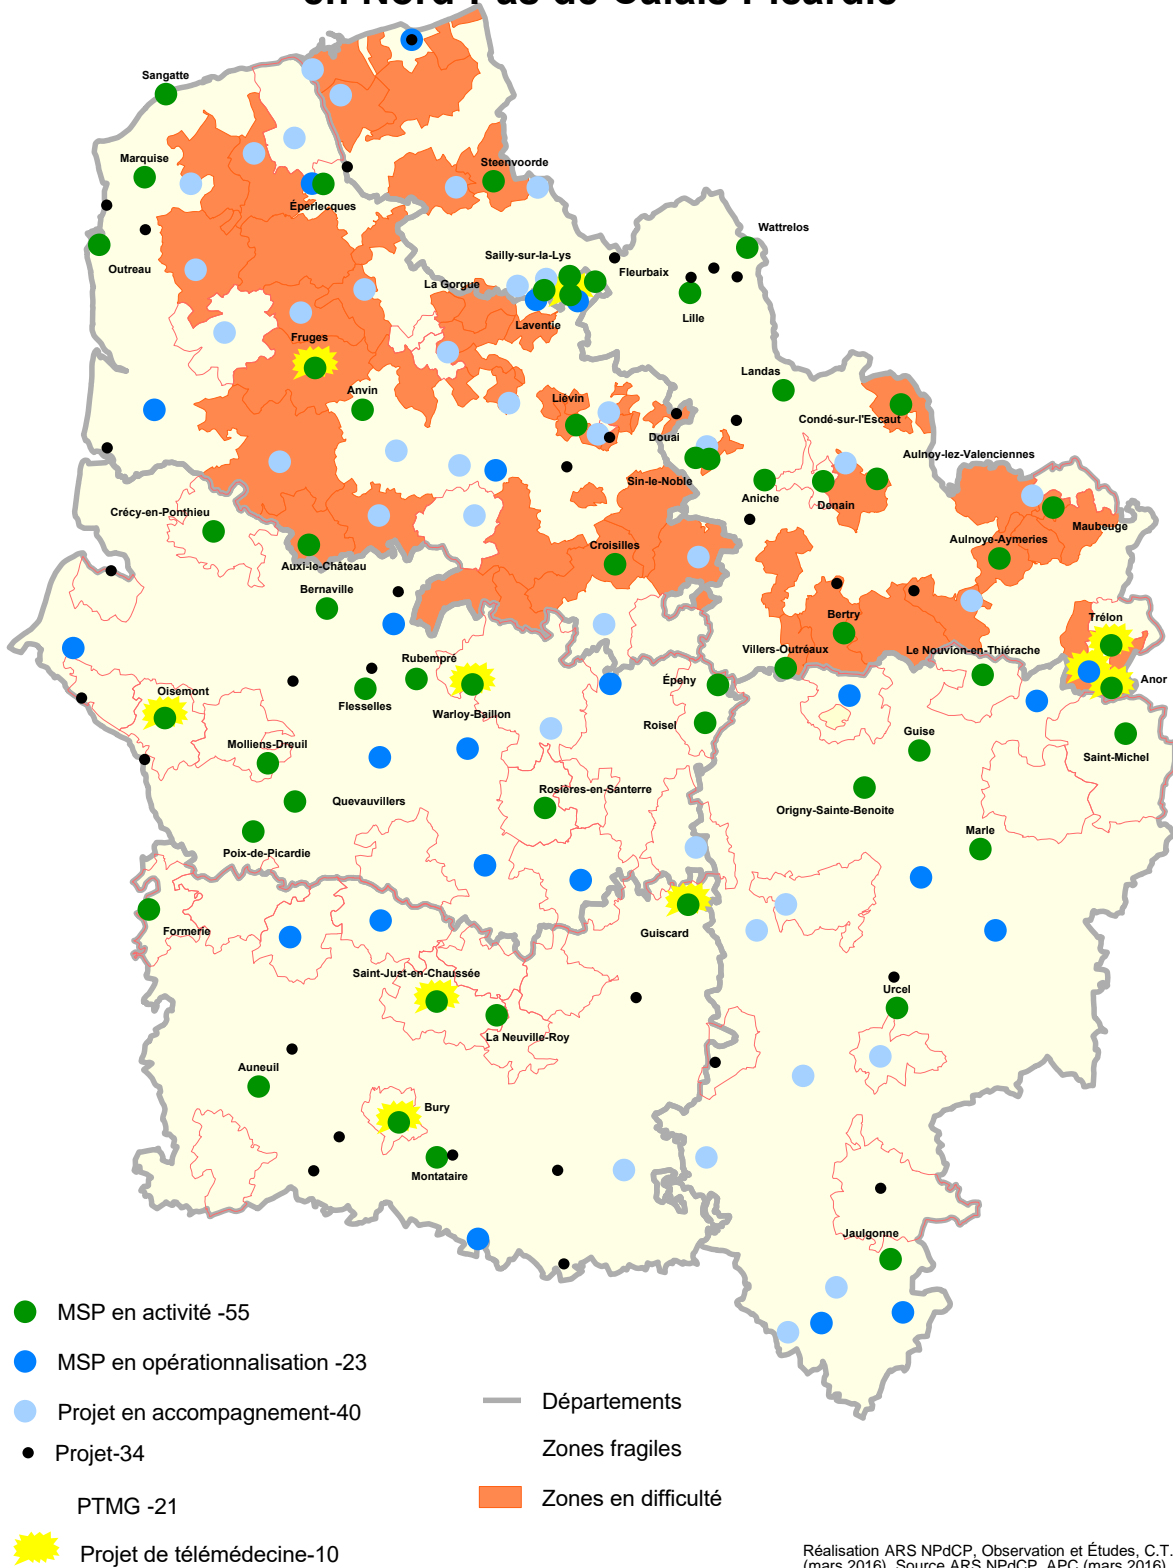 en Nord-Pas de Calais-Picardie
Sangatte
Marquise
Steenvoorde
Éperlecques
Wattrelos
Outreau
Sailly-sur-la-Lys
Fleurbaix
La Gorgue
Lille
Laventie
Fruges
Landas
Anvin
Liévin
Condé-sur-l'Escaut
Douai
Aulnoy-lez-Valenciennes
Sin-le-Noble
Aniche
Denain
Crécy-en-Ponthieu
Maubeuge
Croisilles
Aulnoye-Aymeries
Auxi-le-Château
Bernaville
Bertry
Trélon
Villers-Outréaux
Le Nouvion-en-Thiérache
Rubempré
Épehy
Anor
Oisemont
Flesselles
Warloy-Baillon
Roisel
Guise
Molliens-Dreuil
Saint-Michel
Rosières-en-Santerre
Quevauvillers
Origny-Sainte-Benoite
Marle
Poix-de-Picardie
Formerie
Guiscard
Saint-Just-en-Chaussée
Urcel
La Neuville-Roy
Auneuil
Bury
Montataire
Jaulgonne
MSP en activité -55
MSP en opérationnalisation -23
Projet en accompagnement-40
Projet-34
PTMG -21
Projet de télémédecine-10
Départements
Zones fragiles
Zones en difficulté
Réalisation ARS NPdCP, Observation et Études, C.T.
(mars 2016). Source ARS NPdCP, APC (mars 2016)